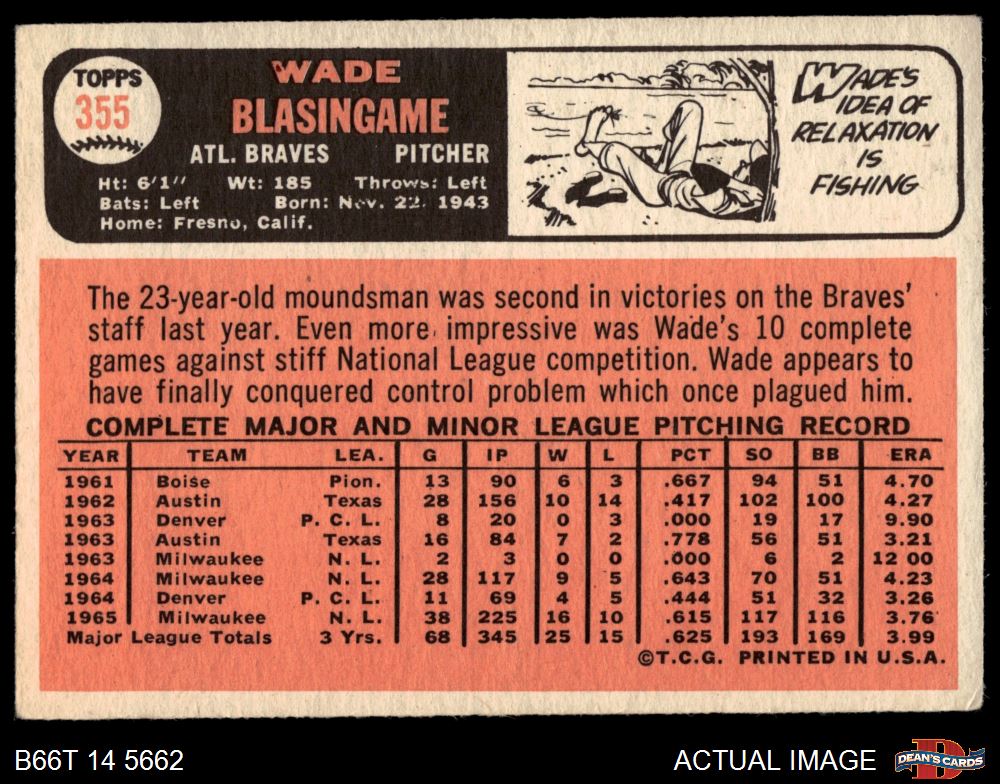 TOPPS
355
WADE
BLASINGAME
ATL. BRAVES PITCHER
Ht: 6'1" Wt: 185 Throws: Left
Bats: Left Born: Nov. 22, 1943
Home: Fresno, Calif.
WADE'S
IDEA OF
RELAXATION
IS
FISHING
The 23-year-old moundsman was second in victories on the Braves'
staff last year. Even more impressive was Wade's 10 complete
games against stiff National League competition. Wade appears to
have finally conquered control problem which once plagued him.
COMPLETE MAJOR AND MINOR LEAGUE PITCHING RECORD
YEAR TEAM LEA. G IP W L PCT SO BB ERA
1961 Boise Pion. 13 90 6 3 .667 94 51 4.70
1962 Austin Texas 28 156 10 14 .417 102 100 4.27
1963 Denver P. C. L. 8 20 0 3 .000 19 17 9.90
1963 Austin Texas 16 84 7 2 .778 56 51 3.21
1963 Milwaukee N. L. 2 3 0 0 .000 6 2 12 00
1964 Milwaukee N. L. 28 117 9 5 .643 70 51 4.23
1964 Denver P. C. L. 11 69 4 5 .444 51 32 3.26
1965 Milwaukee N. L. 38 225 16 10 .615 117 116 3.76
Major League Totals 3 Yrs. 68 345 25 15 .625 193 169 3.99
©T.C.G. PRINTED IN U.S.A.
B66T 14 5662 ACTUAL IMAGE
DEAN'S CARDS